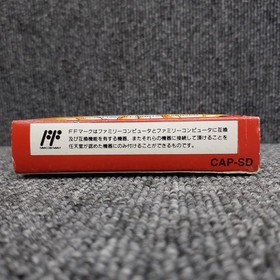 FFマークはファミリーコンピュータとファミリーコンピュータに互換
及び互換機能を有する機器、またそれらの機器に接続して頂けることを
任天堂が認めた機器にのみ付けることができるものです。
CAP-SD